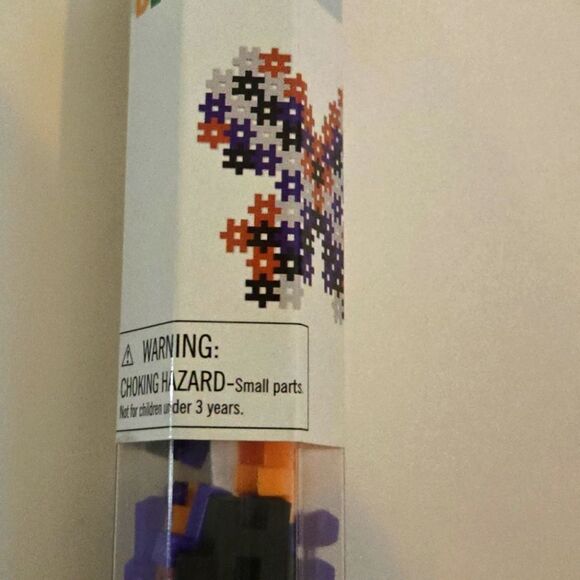 WARNING:
CHOKING HAZARD-Small parts.
Not for children under 3 years.